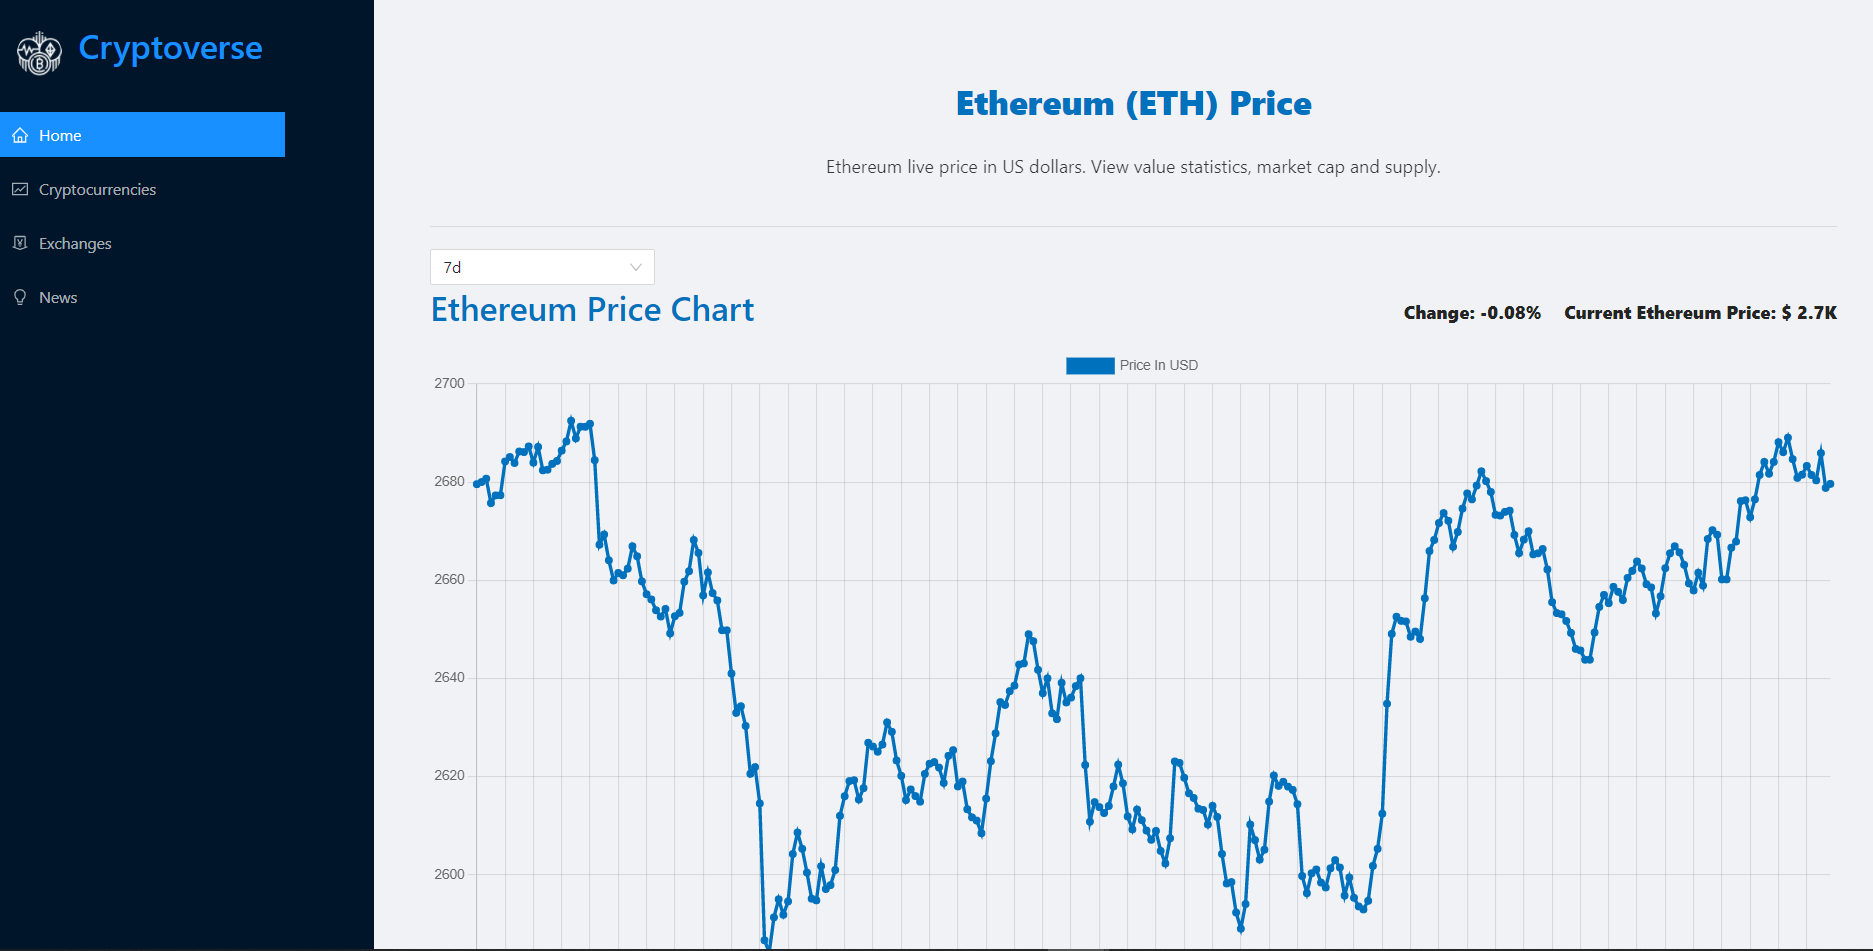 Cryptoverse
Home
Cryptocurrencies
Exchanges
News
Ethereum (ETH) Price
Ethereum live price in US dollars. View value statistics, market cap and supply.
7d
Ethereum Price Chart
Change: -0.08% Current Ethereum Price: $ 2.7K
Price In USD
2700
2680
2660
2640
2620
2600